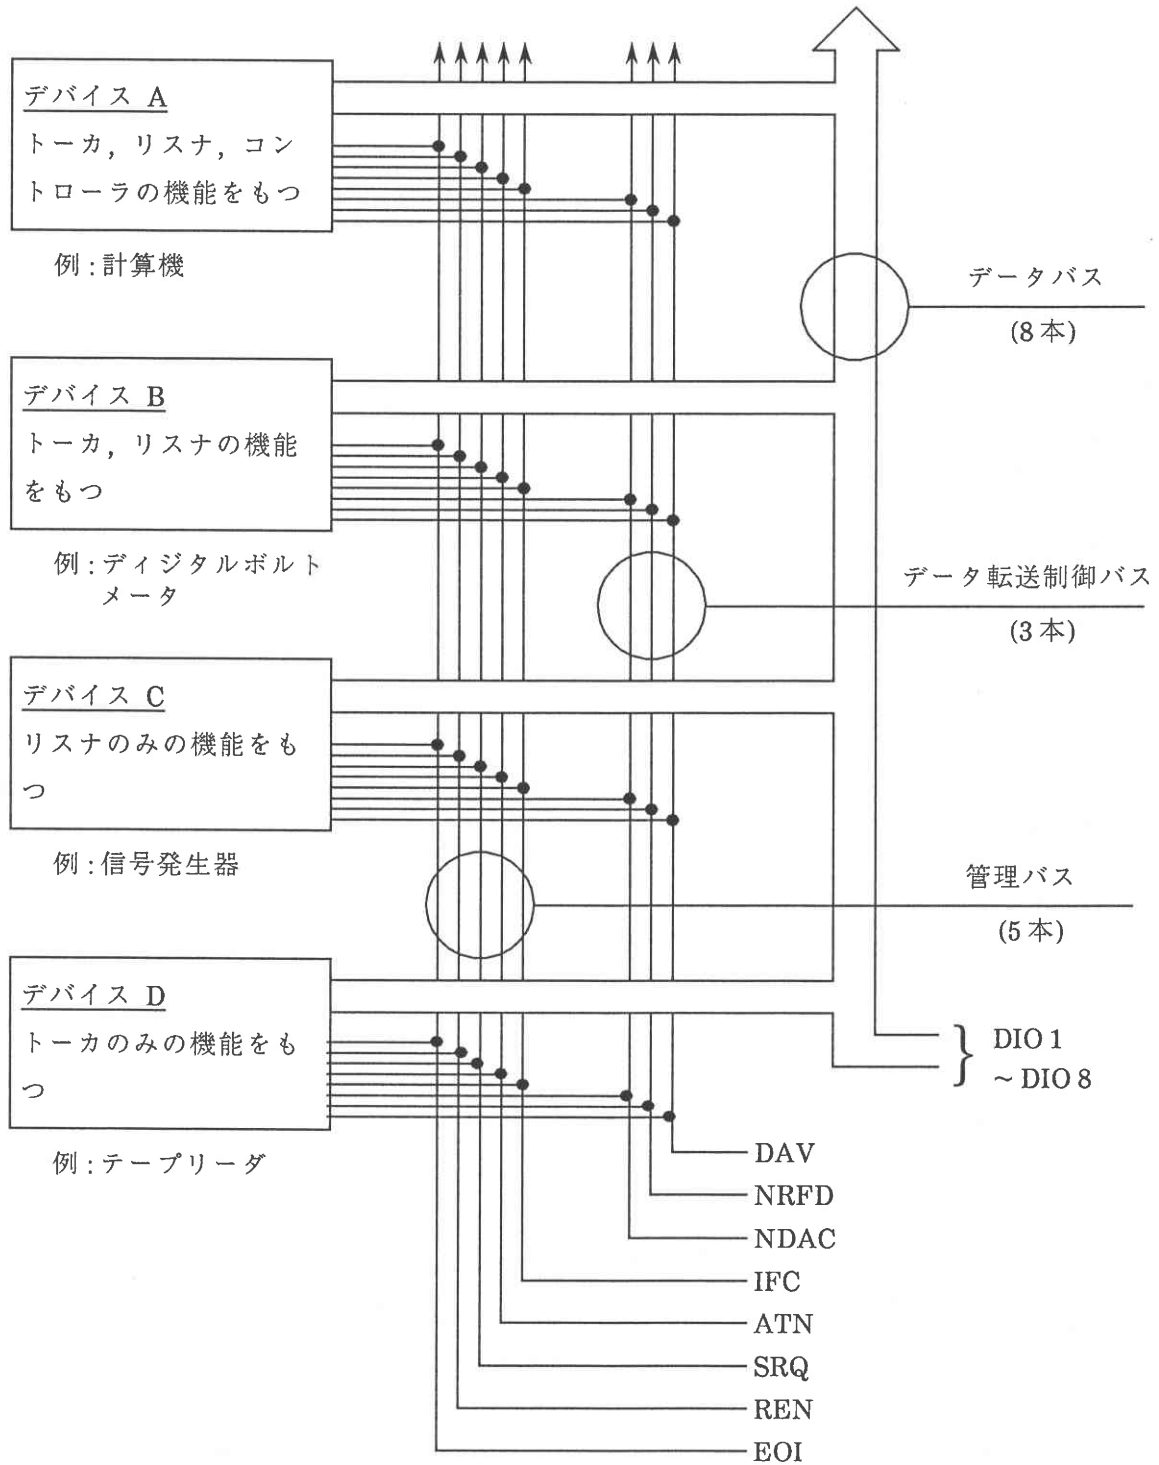 デバイス A
トーカ，リスナ，コン
トローラの機能をもつ
例：計算機
データバス
(8本)
デバイス B
トーカ，リスナの機能
をもつ
例：ディジタルボルト
メータ
データ転送制御バス
(3本)
デバイス C
リスナのみの機能をも
つ
例：信号発生器
管理バス
(5本)
デバイス D
トーカのみの機能をも
つ
例：テープリーダ
DIO 1
～DIO 8
DAV
NRFD
NDAC
IFC
ATN
SRQ
REN
EOI